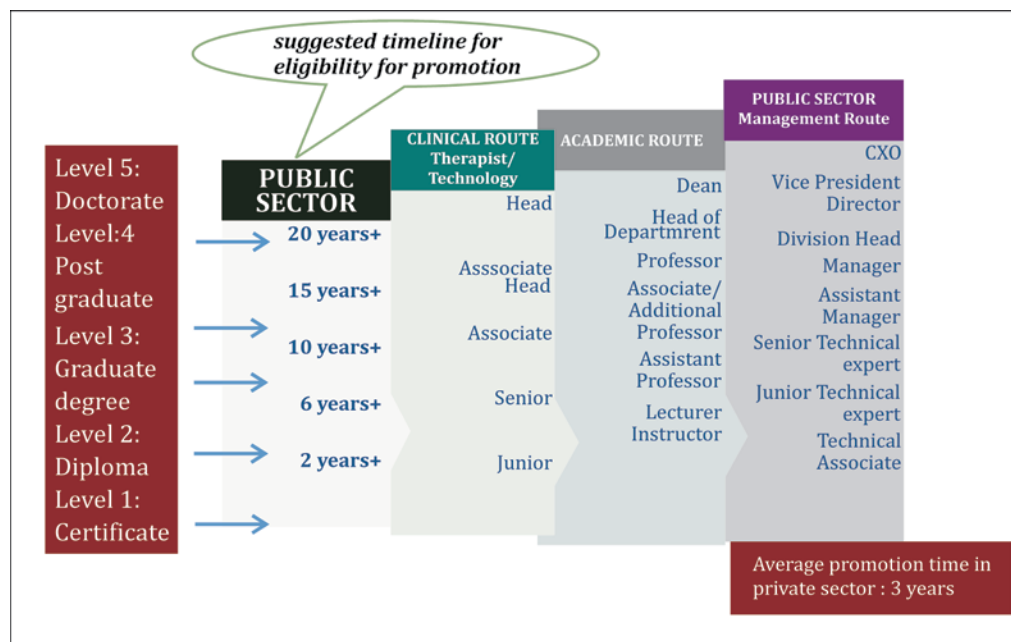 suggested timeline for
eligibility for promotion
Level 5:
Doctorate
Level:4
Post
graduate
Level 3:
Graduate
degree
Level 2:
Diploma
Level 1:
Certificate
PUBLIC
SECTOR
20 years+
15 years+
10 years+
6 years+
2 years+
CLINICAL ROUTE
Therapist/
Technology
Head
Asssociate
Head
Associate
Senior
Junior
ACADEMIC ROUTE
Dean
Head of
Departmrent
Professor
Associate/
Additional
Professor
Assistant
Professor
Lecturer
Instructor
PUBLIC SECTOR
Management Route
CXO
Vice President
Director
Division Head
Manager
Assistant
Manager
Senior Technical
expert
Junior Technical
expert
Technical
Associate
Average promotion time in
private sector : 3 years